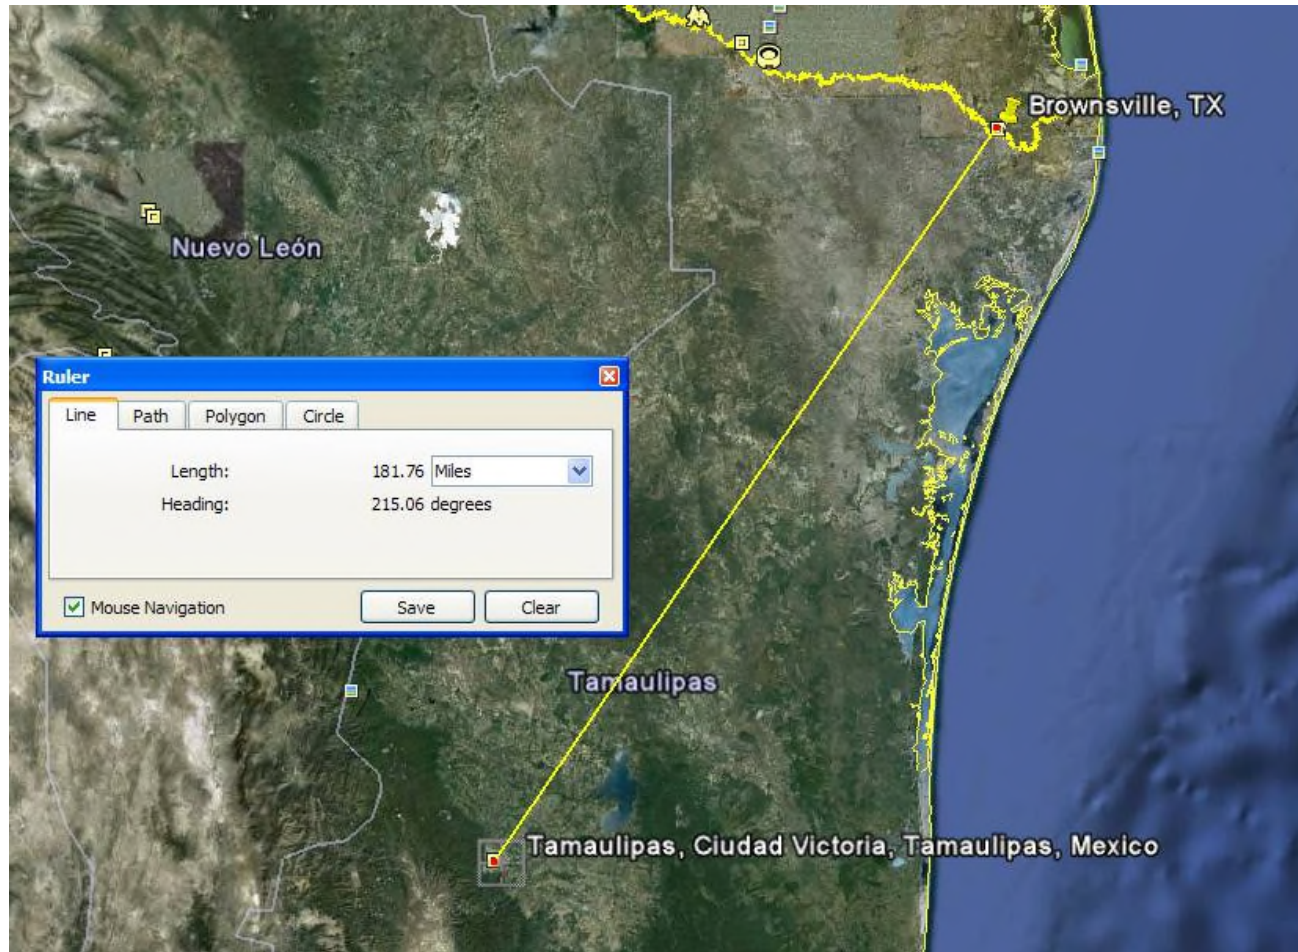 Brownsville, TX
Nuevo León
Ruler
Line Path Polygon Circle
Length: 181.76 Miles
Heading: 215.06 degrees
Mouse Navigation Save Clear
Tamaulipas
Tamaulipas, Ciudad Victoria, Tamaulipas, Mexico